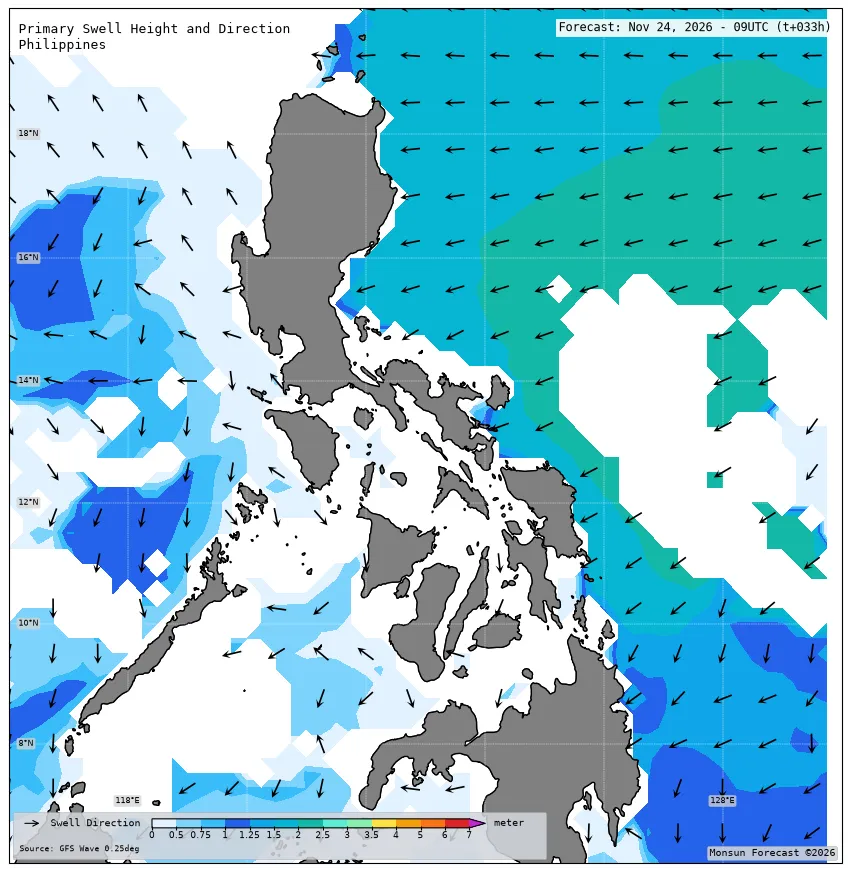 Primary Swell Height and Direction
Philippines
Forecast: Nov 24, 2026 - 09UTC (t+033h)
18°N
16°N
14°N
12°N
10°N
8°N
118°E
128°E
Swell Direction
0 0.5 0.75 1 1.25 1.5 2 2.5 3 3.5 4 5 6 7
meter
Source: GFS Wave 0.25deg
Monsun Forecast ©2026